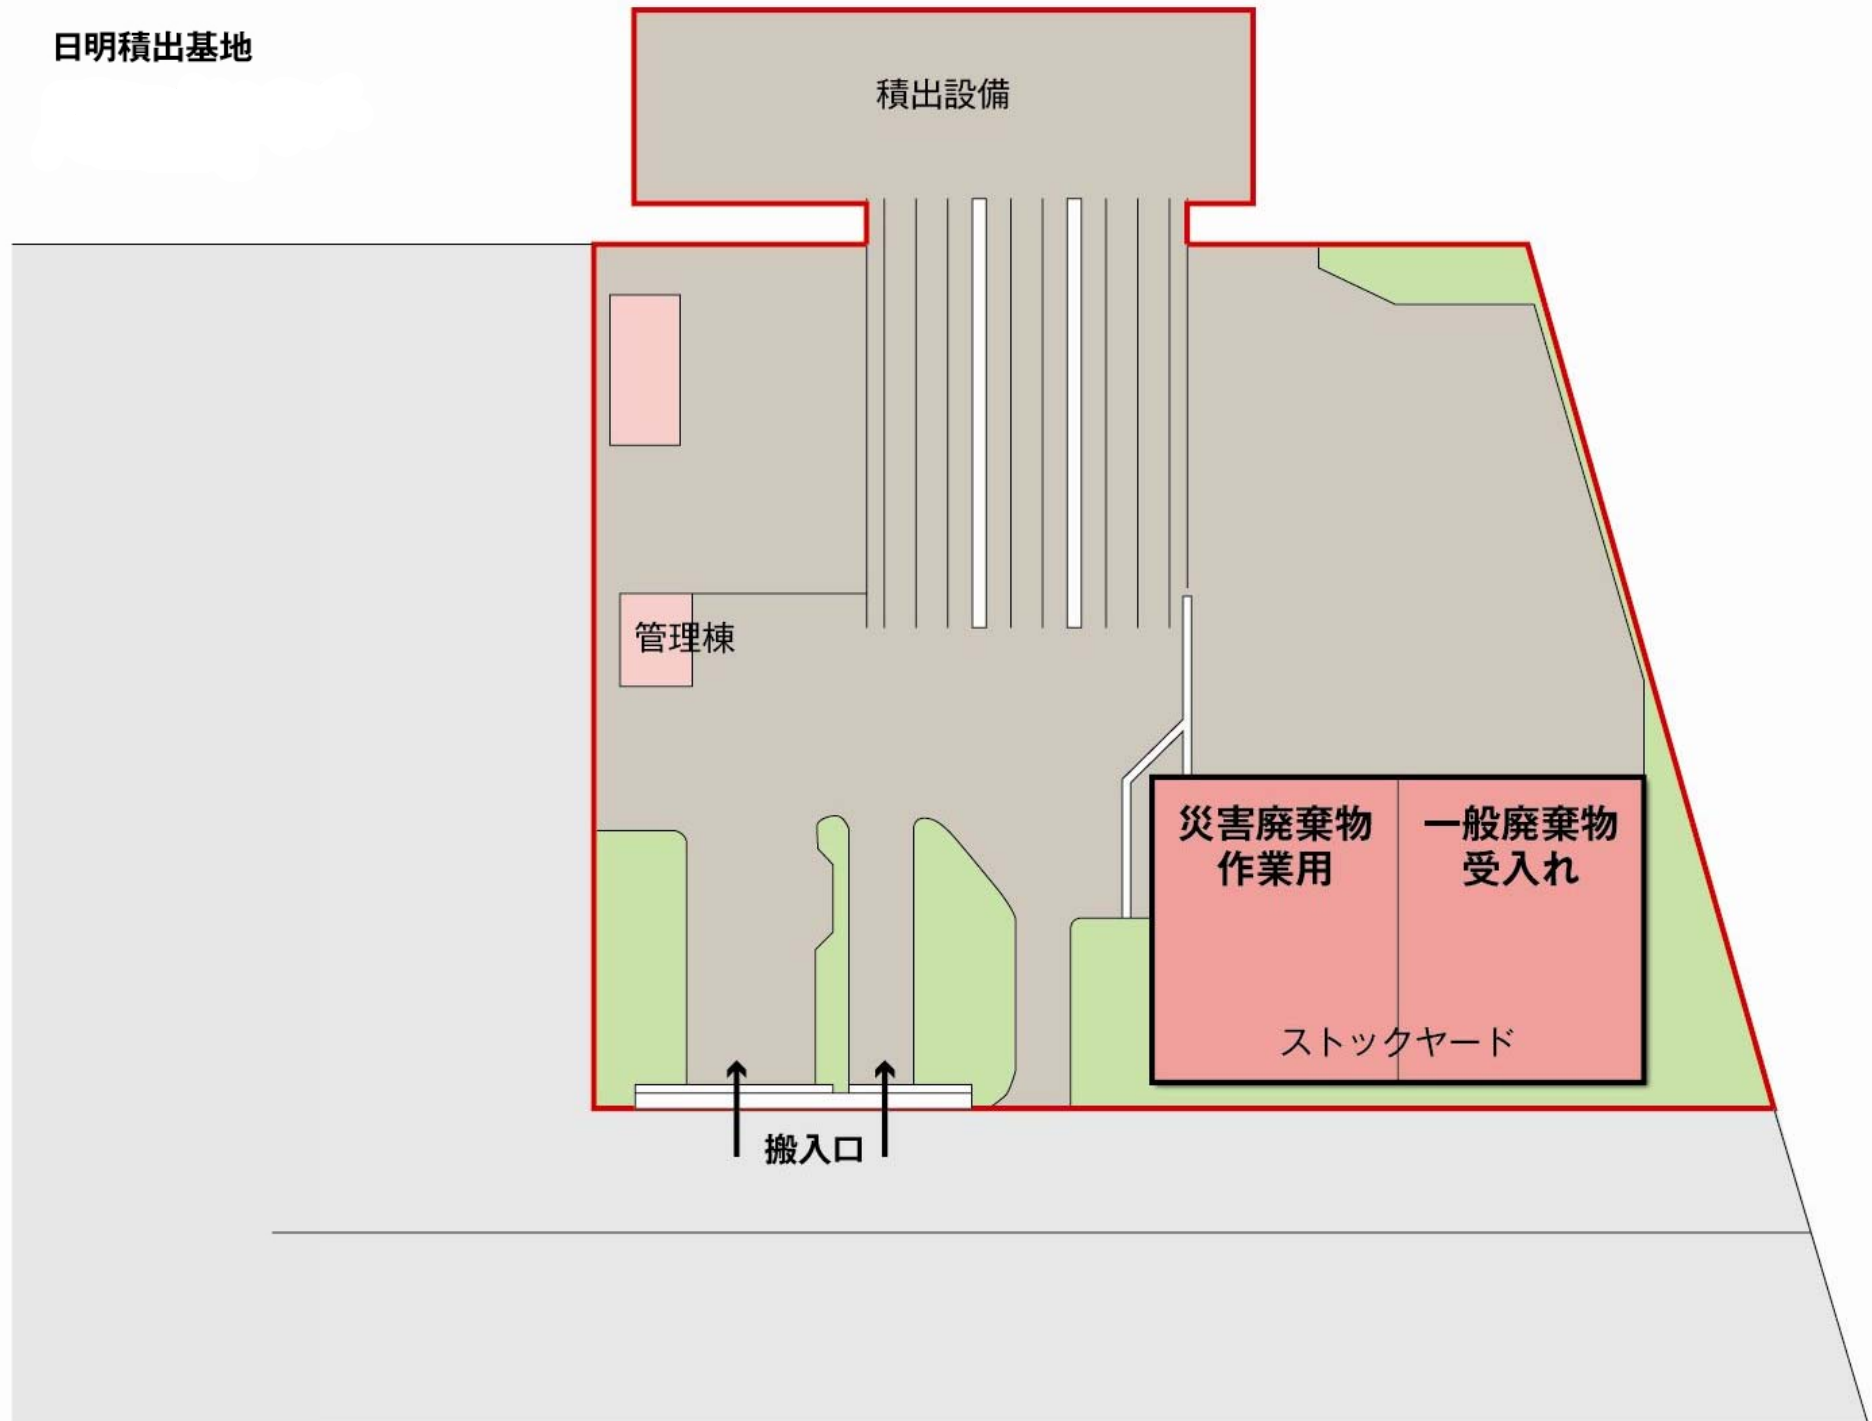 日明積出基地
積出設備
管理棟
災害廃棄物
作業用
一般廃棄物
受入れ
ストックヤード
搬入口